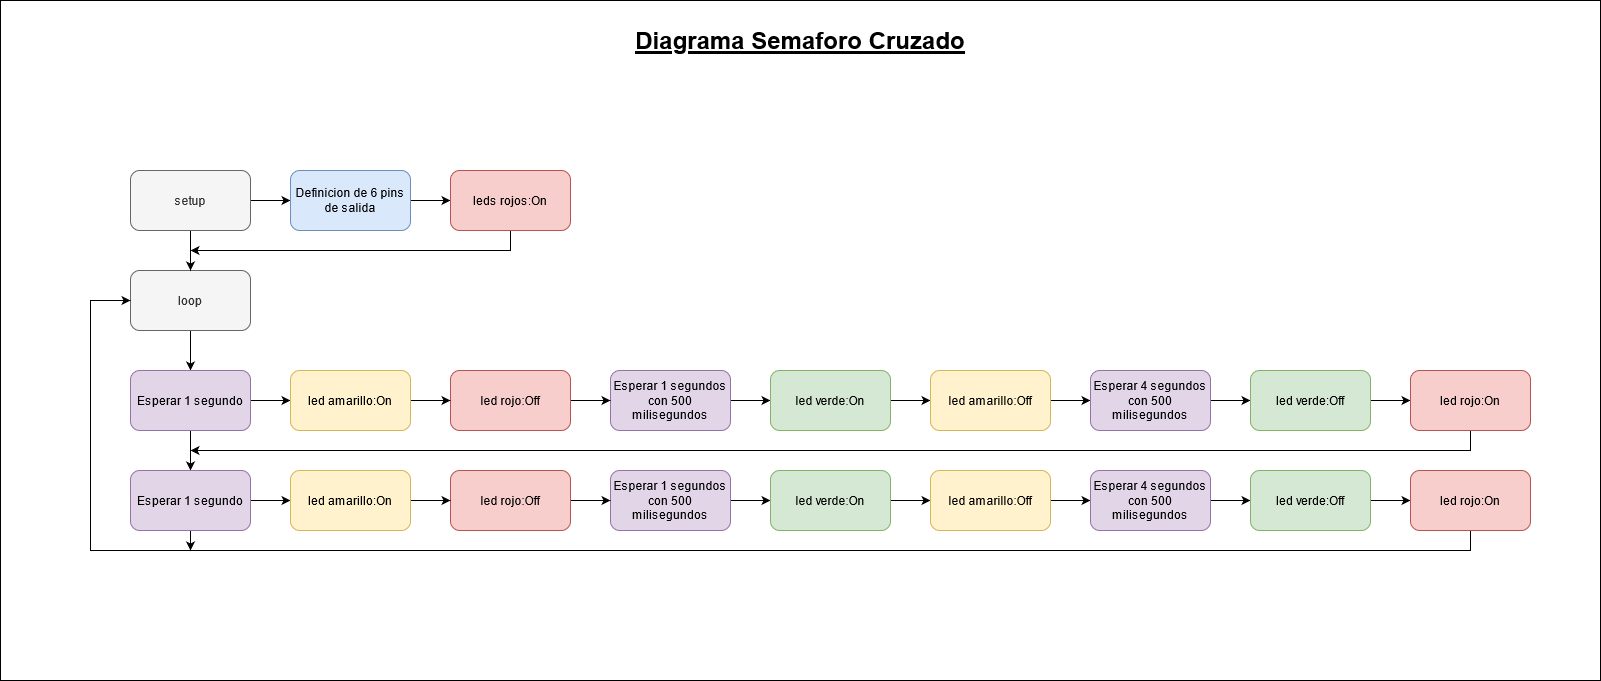 Diagrama Semaforo Cruzado
setup
Definicion de 6 pins
de salida
leds rojos:On
loop
Esperar 1 segundo
led amarillo:On
led rojo:Off
Esperar 1 segundos
con 500
milisegundos
led verde:On
led amarillo:Off
Esperar 4 segundos
con 500
milisegundos
led verde:Off
led rojo:On
Esperar 1 segundo
led amarillo:On
led rojo:Off
Esperar 1 segundos
con 500
milisegundos
led verde:On
led amarillo:Off
Esperar 4 segundos
con 500
milisegundos
led verde:Off
led rojo:On